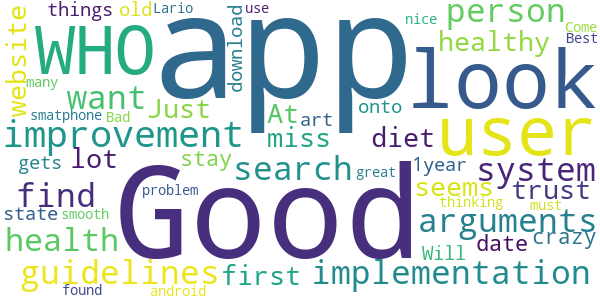 things old Lario use
website WHO app person
download nice Come
healthy Best
many want Just onto look
smatphone Bad At art
improvement miss diet user
gets lot stay search 1year system
find problem Good great seems trust
state smooth thinking must
health arguments
Will date crazy
guidelines first implementation
found android